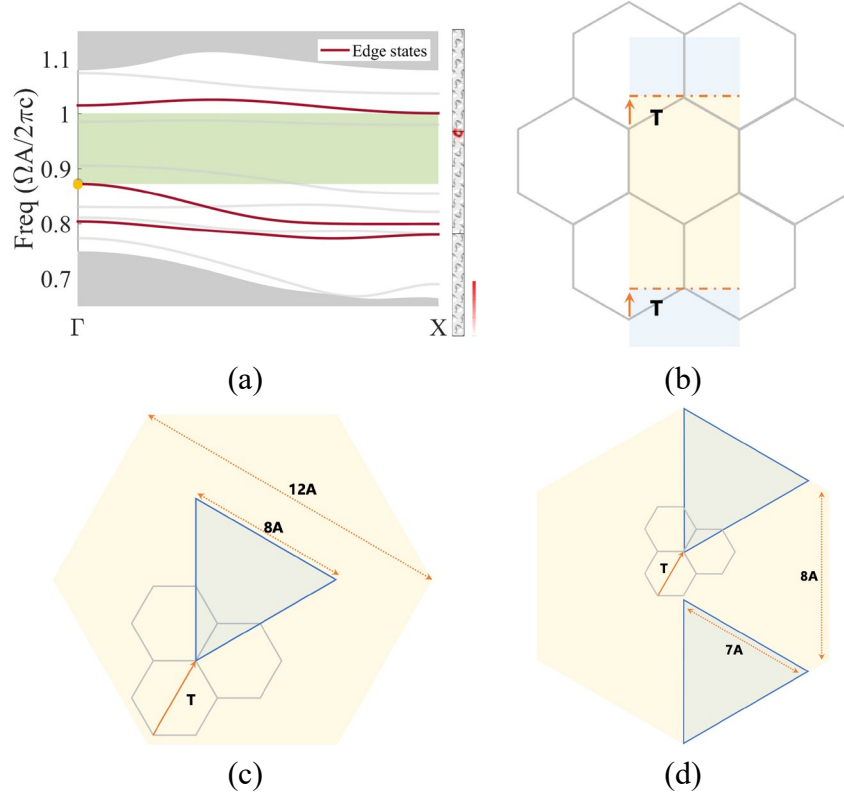 1.1
1
0.9
0.8
0.7
Freq (ΩA/2πc)
Edge states
Γ
X
(a)
T
T
(b)
12A
8A
T
(c)
T
8A
7A
(d)